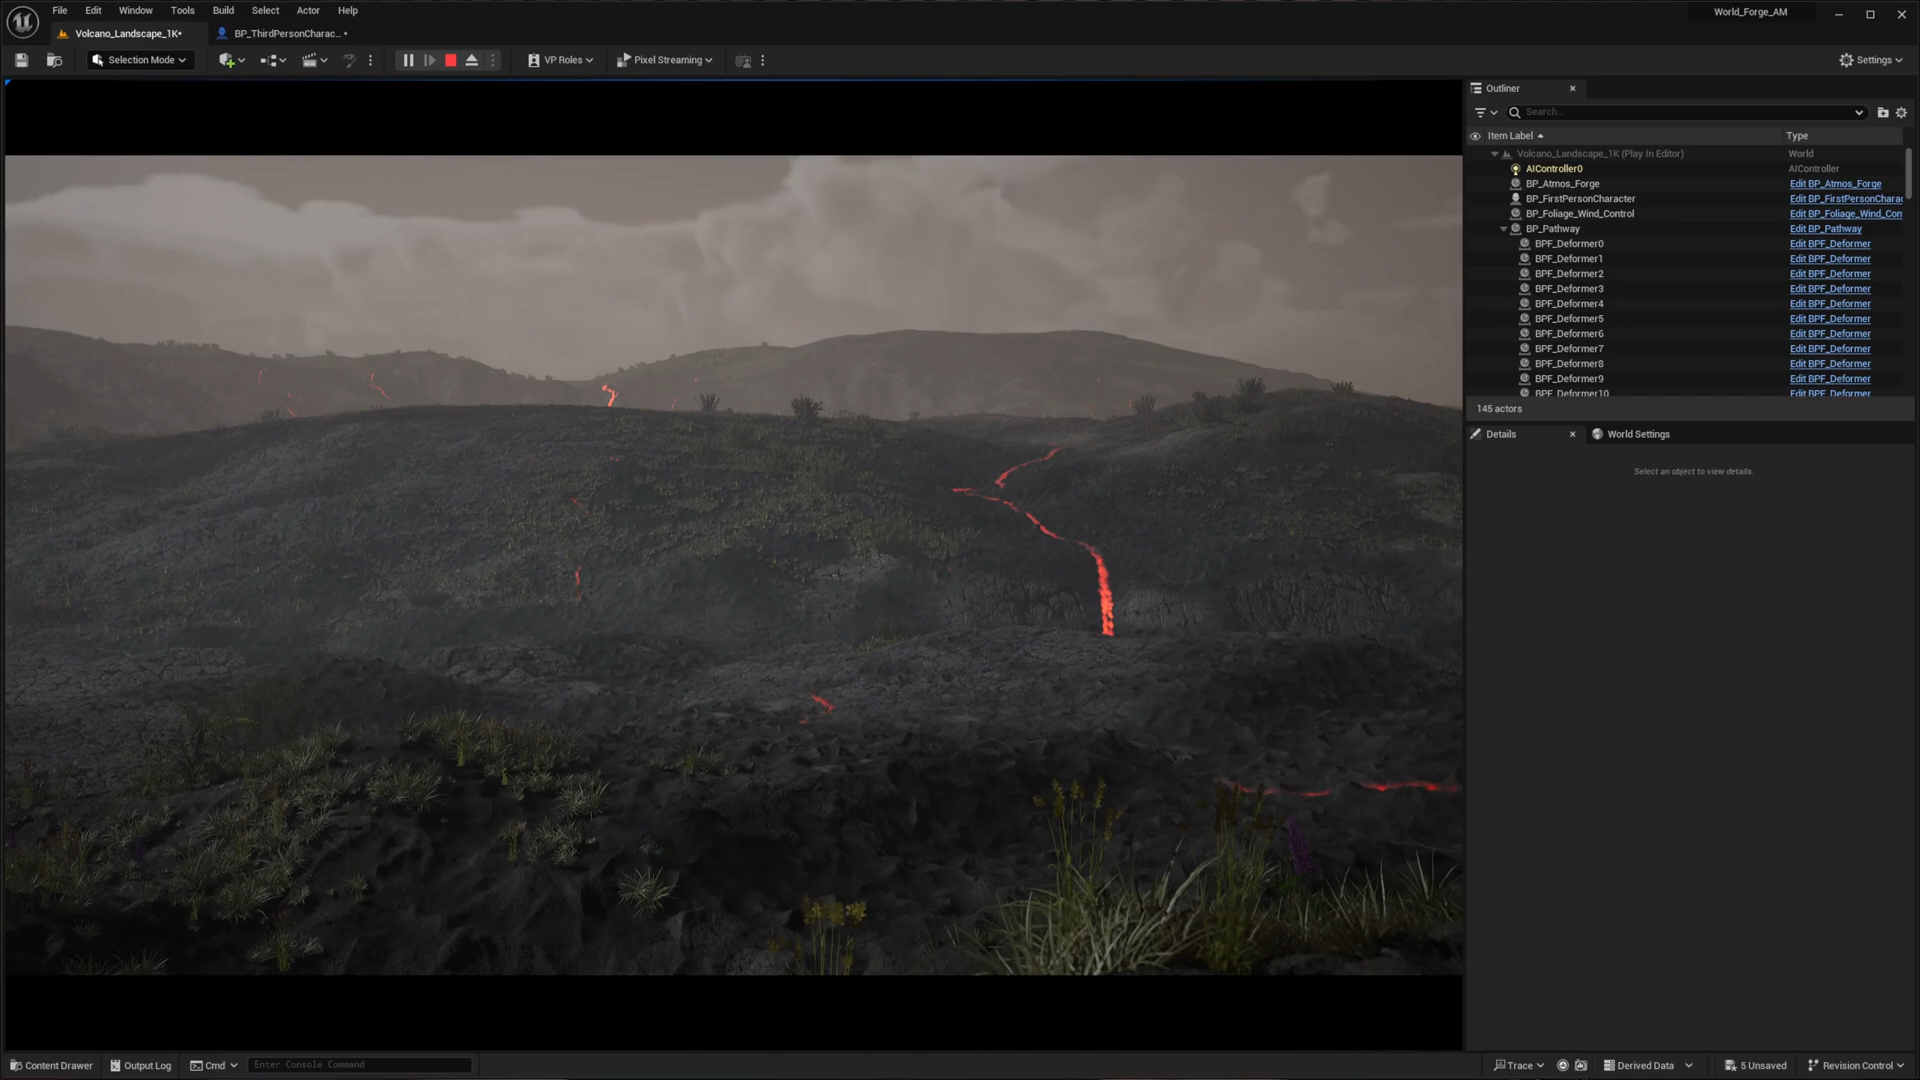 File Edit Window Tools Build Select Actor Help
World_Forge_AM
Volcano_Landscape_1K•
BP_ThirdPersonCharac...•
Selection Mode
VP Roles
Pixel Streaming
Settings
Outliner
Search...
Item Label Type
Volcano_Landscape_1K (Play In Editor) World
AIController0 AIController
BP_Atmos_Forge Edit BP_Atmos_Forge
BP_FirstPersonCharacter Edit BP_FirstPersonCharac
BP_Foliage_Wind_Control Edit BP_Foliage_Wind_Con
BP_Pathway Edit BP_Pathway
BPF_Deformer0 Edit BPF_Deformer
BPF_Deformer1 Edit BPF_Deformer
BPF_Deformer2 Edit BPF_Deformer
BPF_Deformer3 Edit BPF_Deformer
BPF_Deformer4 Edit BPF_Deformer
BPF_Deformer5 Edit BPF_Deformer
BPF_Deformer6 Edit BPF_Deformer
BPF_Deformer7 Edit BPF_Deformer
BPF_Deformer8 Edit BPF_Deformer
BPF_Deformer9 Edit BPF_Deformer
BPF_Deformer10 Edit BPF_Deformer
145 actors
Details
World Settings
Select an object to view details.
Content Drawer
Output Log
Cmd
Enter Console Command
Trace
Derived Data
5 Unsaved
Revision Control